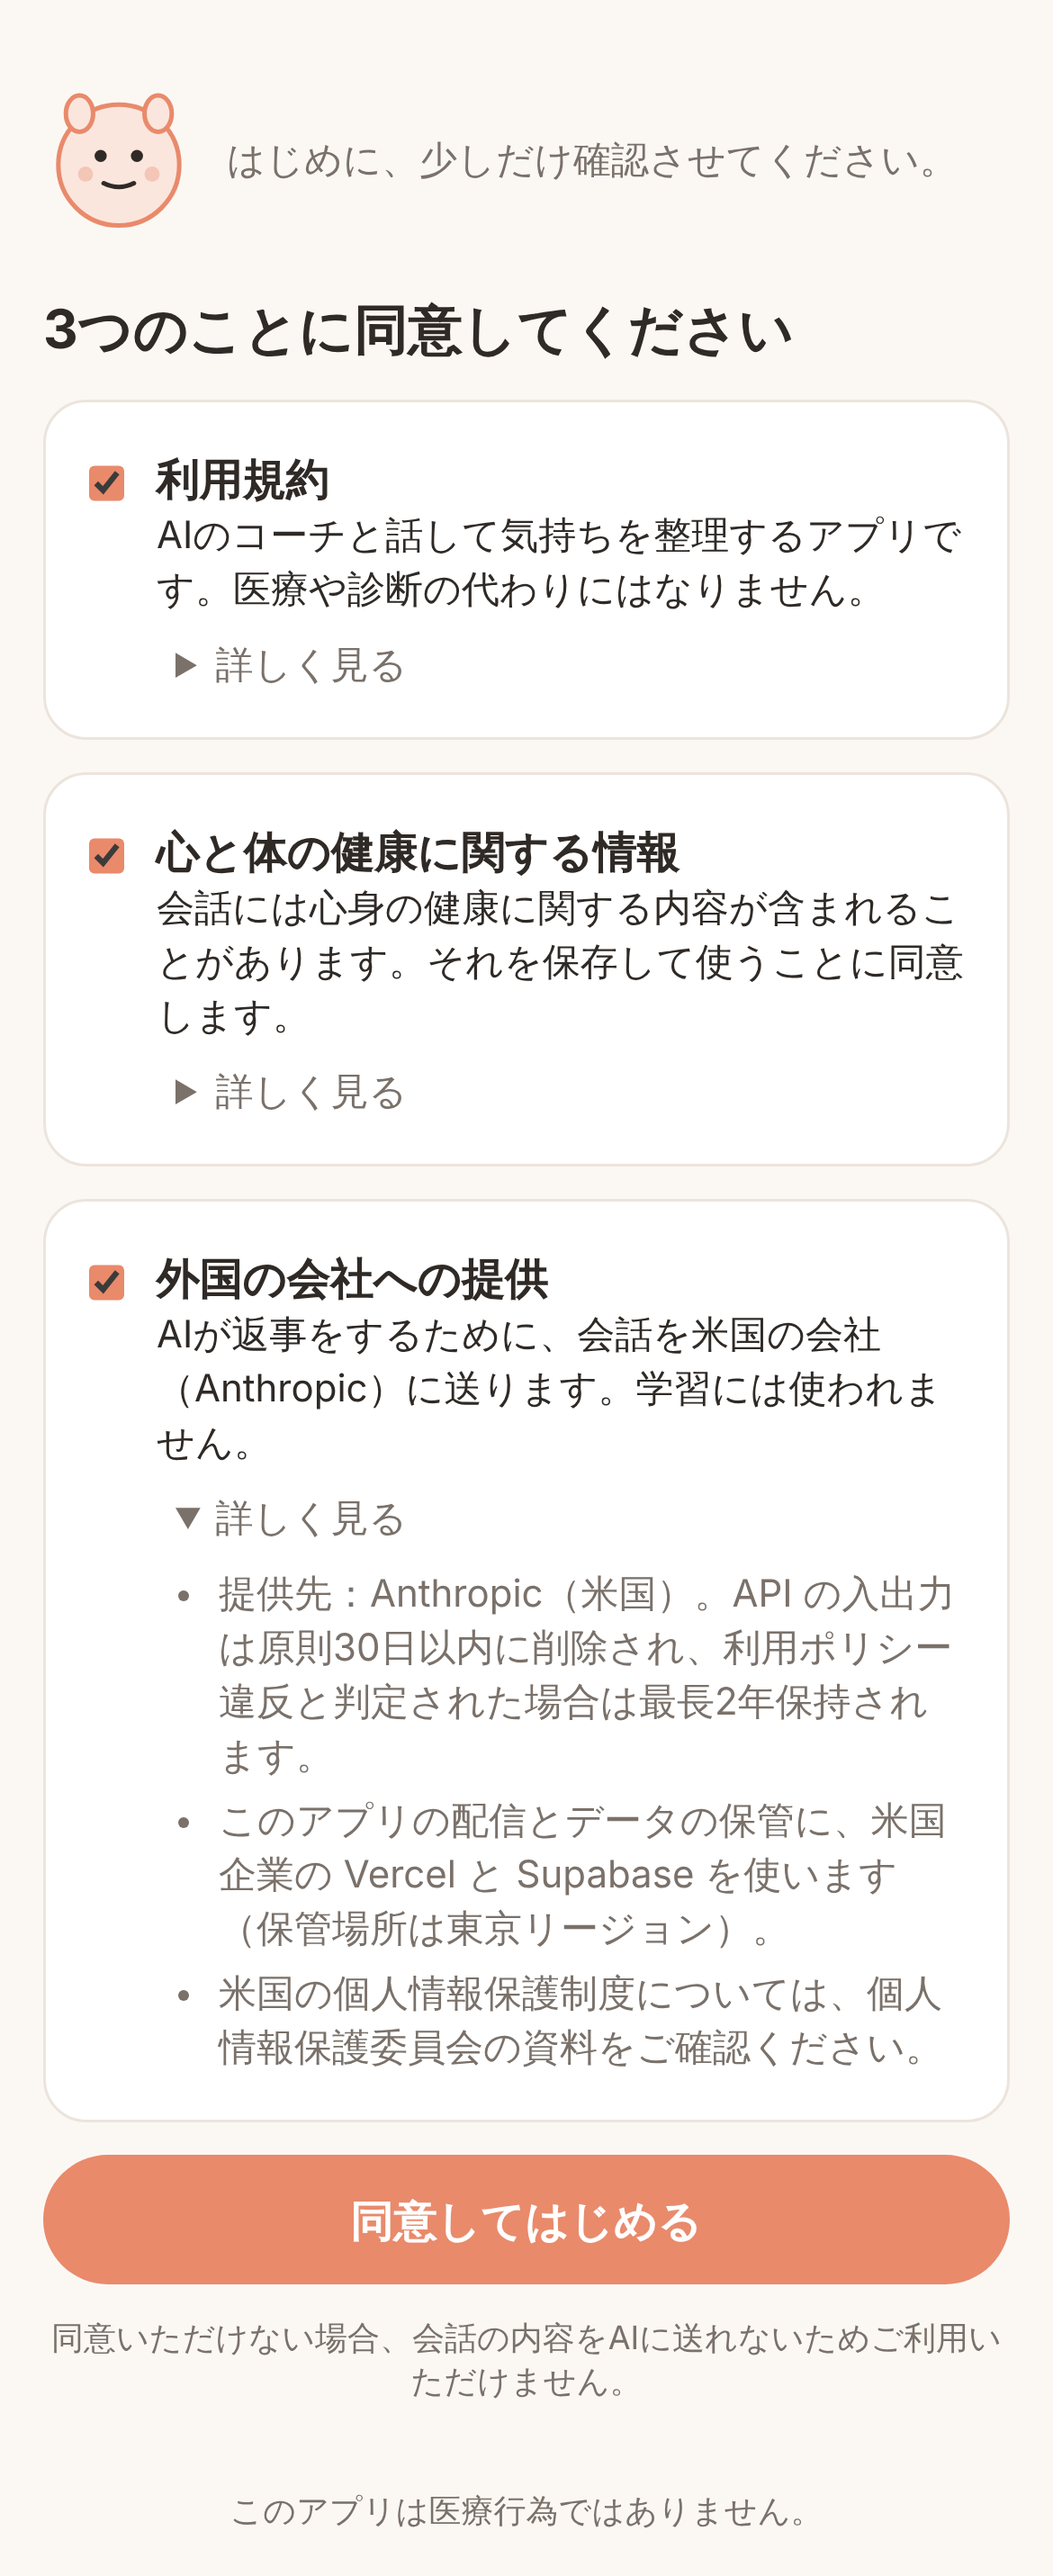 はじめに、少しだけ確認させてください。
3つのことに同意してください
利用規約
AIのコーチと話して気持ちを整理するアプリで
す。医療や診断の代わりにはなりません。
▶ 詳しく見る
心と体の健康に関する情報
会話には心身の健康に関する内容が含まれるこ
とがあります。それを保存して使うことに同意
します。
▶ 詳しく見る
外国の会社への提供
AIが返事をするために、会話を米国の会社
（Anthropic）に送ります。学習には使われま
せん。
▼ 詳しく見る
• 提供先：Anthropic（米国）。API の入出力
は原則30日以内に削除され、利用ポリシー
違反と判定された場合は最長2年保持され
ます。
• このアプリの配信とデータの保管に、米国
企業の Vercel と Supabase を使います
（保管場所は東京リージョン）。
• 米国の個人情報保護制度については、個人
情報保護委員会の資料をご確認ください。
同意してはじめる
同意いただけない場合、会話の内容をAIに送れないためご利用い
ただけません。
このアプリは医療行為ではありません。